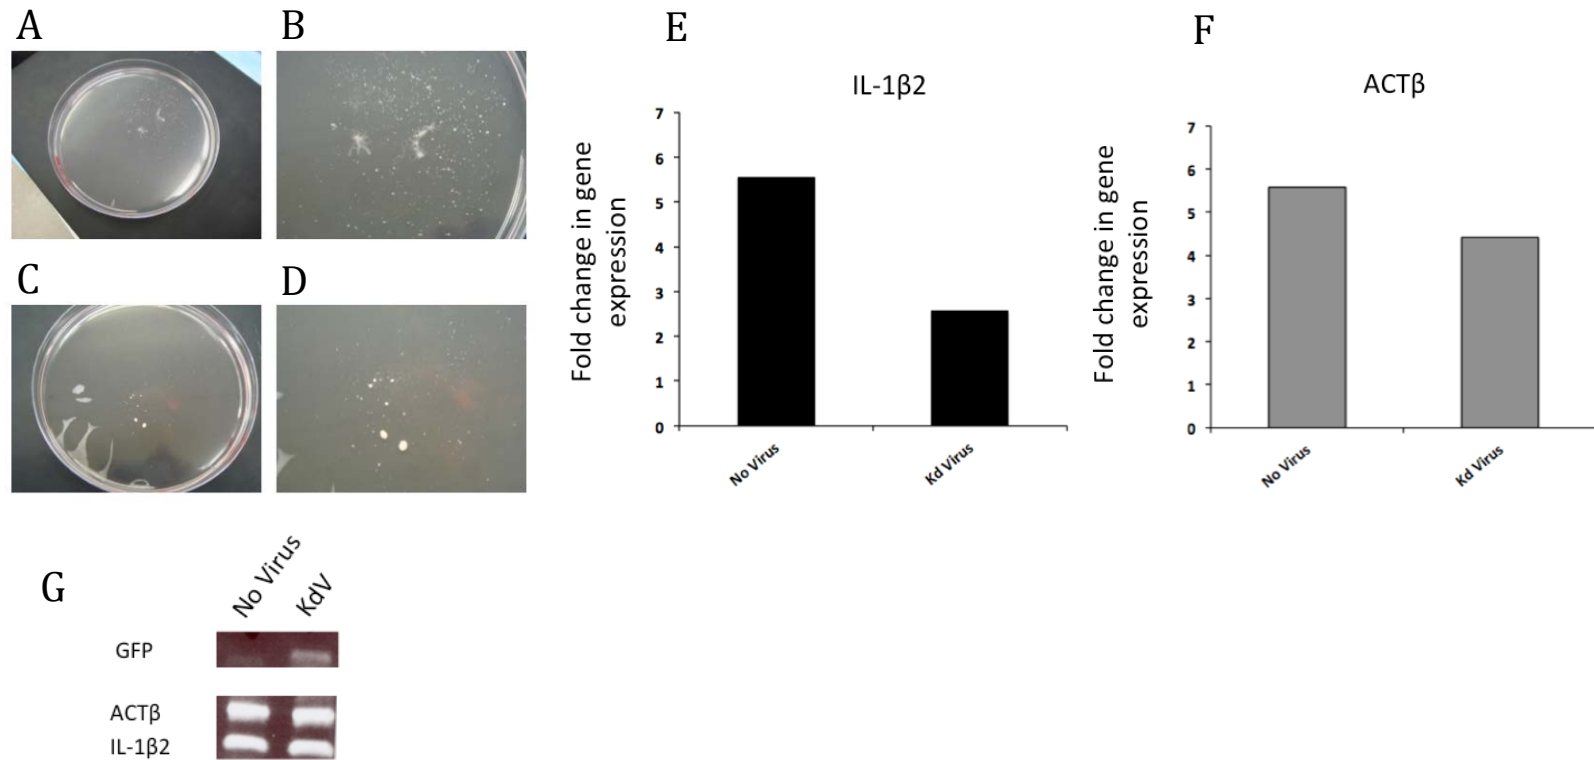 A
B
C
D
E
IL-1β2
Fold change in gene
expression
7
6
5
4
3
2
1
0
No Virus
Kd Virus
F
ACTβ
Fold change in gene
expression
7
6
5
4
3
2
1
0
No Virus
Kd Virus
G
No Virus
KdV
GFP
ACTβ
IL-1β2